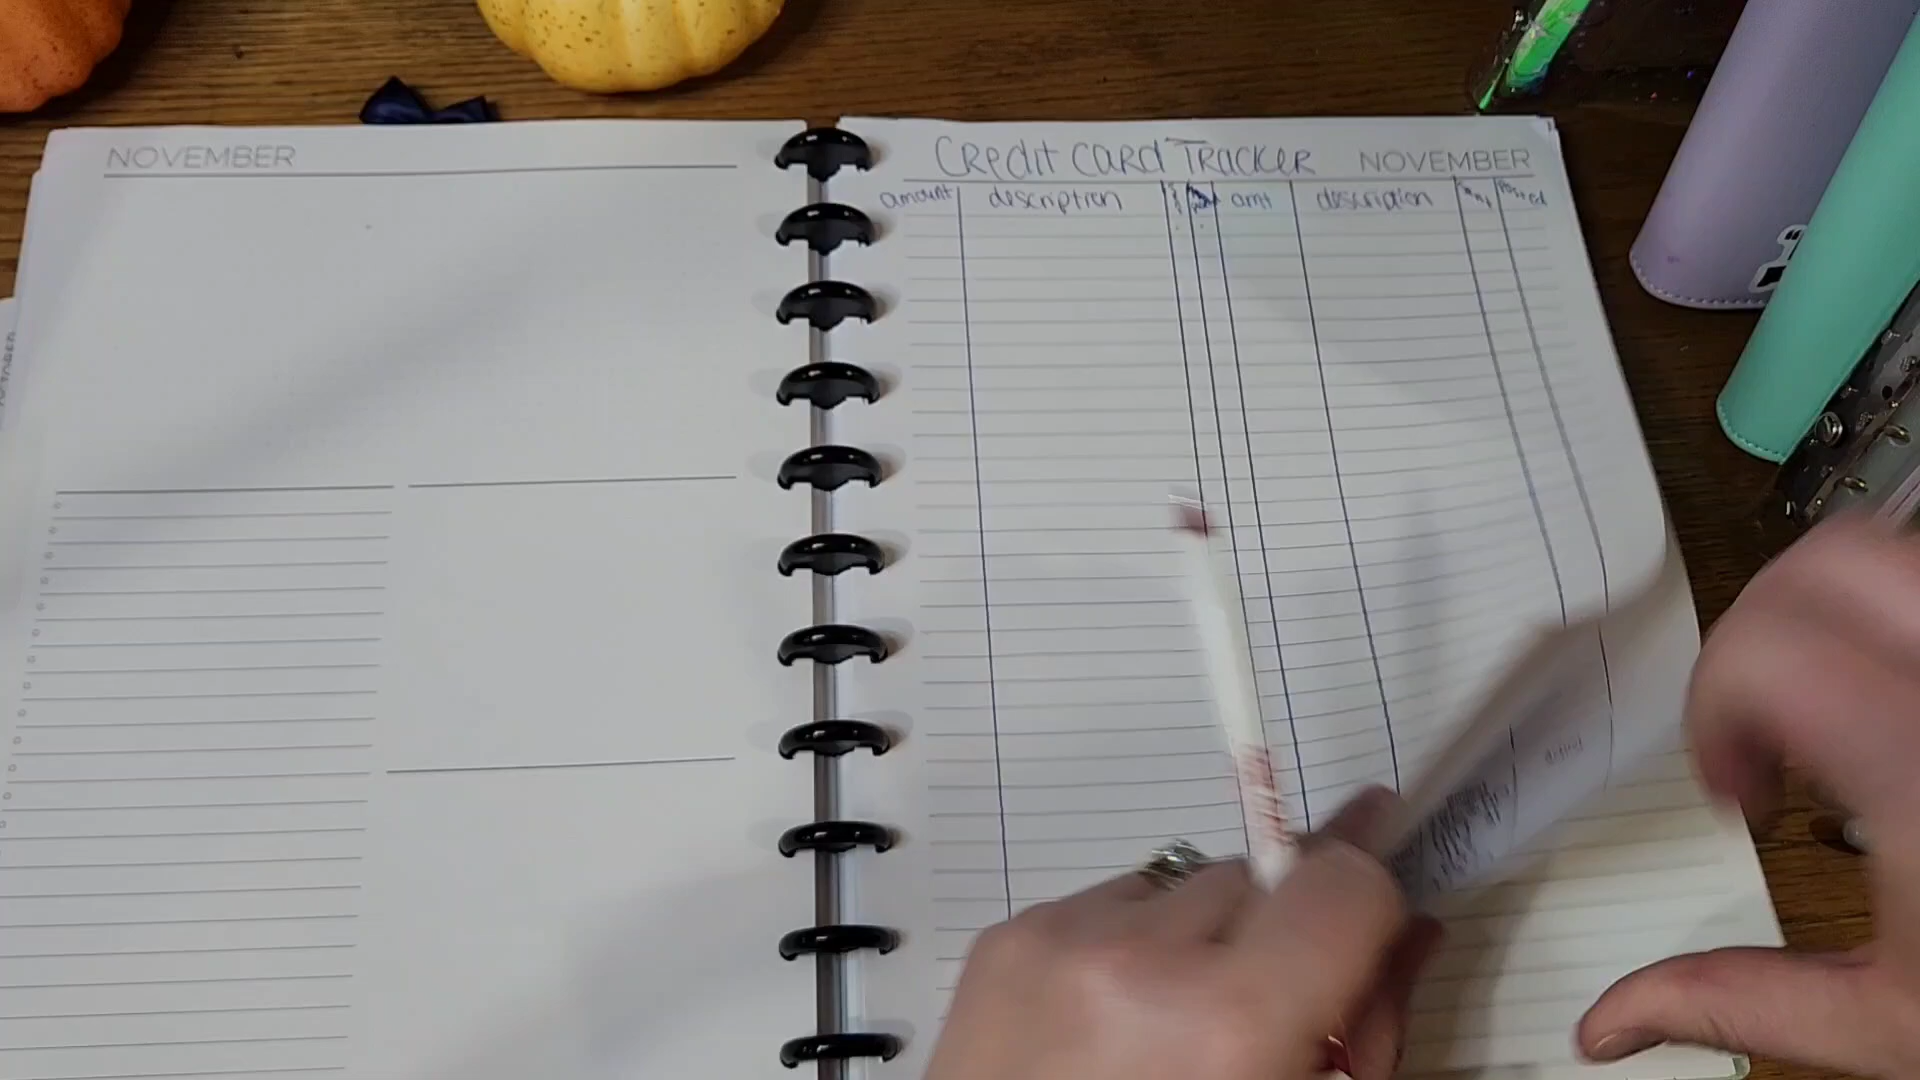 NOVEMBER
CREdit CARd TRACKER NOVEMBER
amount description amt description